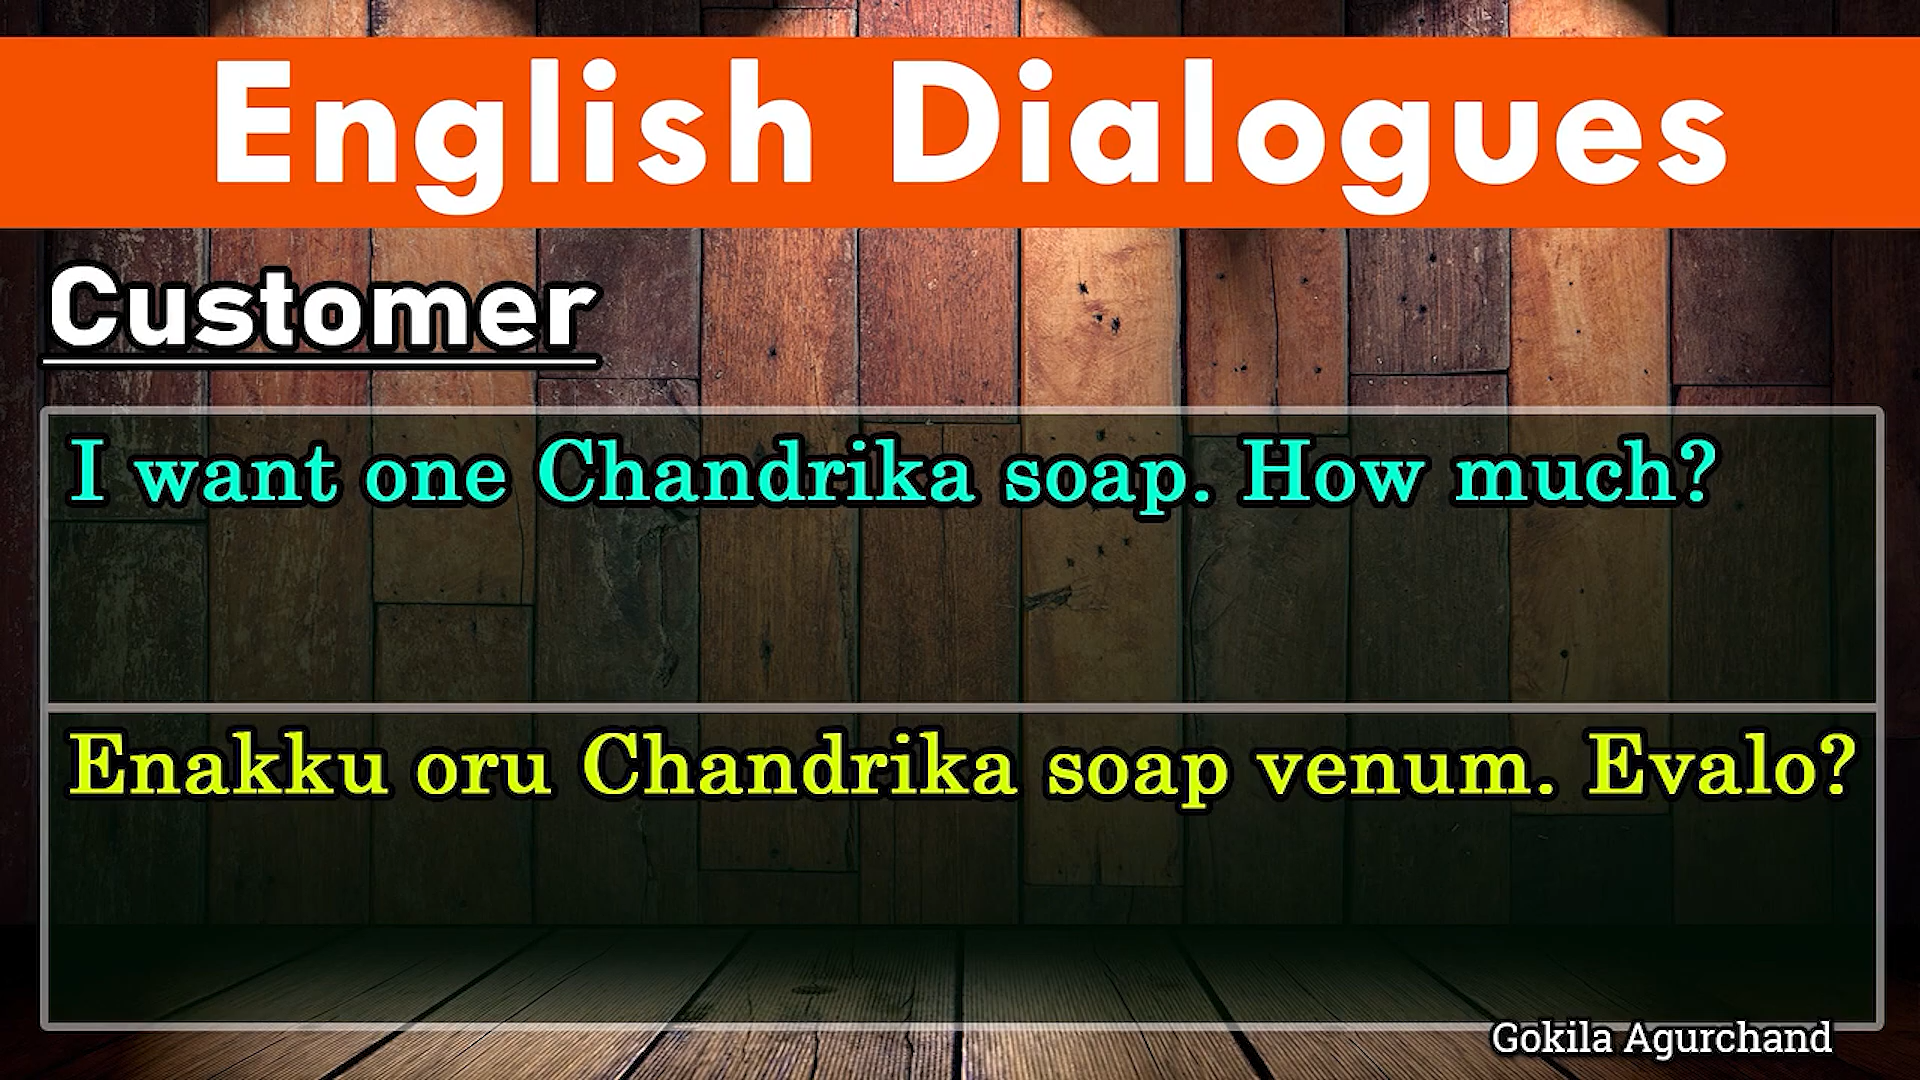 English Dialogues
Customer
I want one Chandrika soap. How much?
Enakku oru Chandrika soap venum. Evalo?
Gokila Agurchand